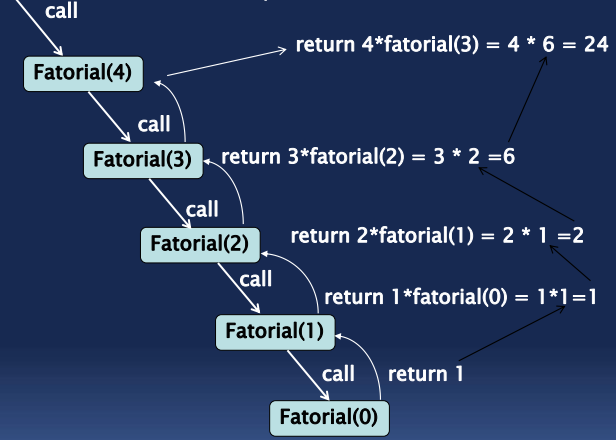 call
return 4*fatorial(3) = 4 * 6 = 24
Fatorial(4)
call
Fatorial(3)
return 3*fatorial(2) = 3 * 2 =6
call
Fatorial(2)
return 2*fatorial(1) = 2 * 1 =2
call
return 1*fatorial(0) = 1*1=1
Fatorial(1)
call
return 1
Fatorial(0)